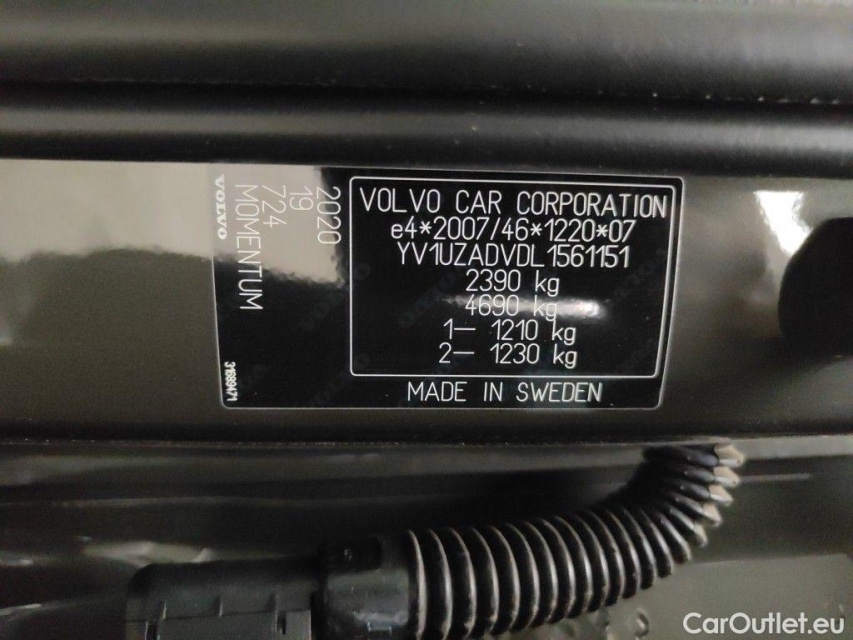 VOLVO CAR CORPORATION
e4*2007/46*1220*07
YV1UZADVDL1561151
2390 kg
4690 kg
1– 1210 kg
2– 1230 kg
MADE IN SWEDEN
2020
19
724
MOMENTUM
VOLVO
31689471
CarOutlet.eu